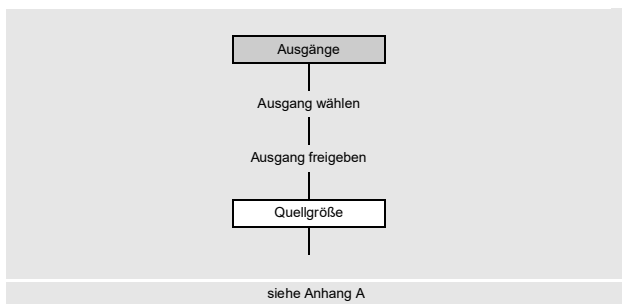 Ausgänge
Ausgang wählen
Ausgang freigeben
Quellgröße
siehe Anhang A